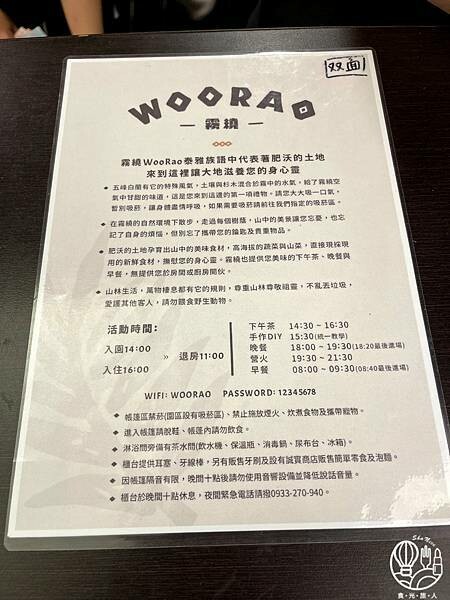 双面
WOORAO
霧繞
霧繞WooRao泰雅族語中代表著肥沃的土地
來到這裡讓大地滋養您的身心靈
◆ 五峰白蘭有它的特殊風氣，土壤與杉木混合於霧中的水氣，給了霧繞空
氣中甘甜的味道，這是您來到這邊的第一項禮物。請您大大吸一口氣，
暫別吸菸，讓身體盡情呼吸，如果需要吸菸請前往我們指定的吸菸區。
◆ 在霧繞的自然環境下散步，走過每個樹蔭，山中的美景讓您忘憂，也忘
記了自身的煩惱，但別忘了攜帶您的鑰匙及貴重物品。
◆ 肥沃的土地孕育出山中的美味食材，高海拔的蔬菜與山菜，直接現採現
用的新鮮食材，撫慰您的身心靈。霧繞也提供您美味的下午茶、晚餐與
早餐，無提供您於房間或廚房開伙。
◆ 山林生活，萬物棲息都有它的規則，尊重山林尊敬祖靈，不亂丟垃圾，
愛護其他客人，請勿餵食野生動物。
活動時間：
入園14:00
入住16:00
» 退房11:00
下午茶 14:30 ~ 16:30
手作DIY 15:30(統一教學)
晚餐 18:00 ~ 19:30(18:20最後進場)
營火 19:30 ~ 21:30
早餐 08:00 ~ 09:30(08:40最後進場)
WIFI: WOORAO PASSWORD: 12345678
◆ 帳篷區禁菸(園區設有吸菸區)、禁止施放煙火、炊煮食物及攜帶寵物。
◆ 進入帳篷請脫鞋、帳篷內請勿飲食。
◆ 淋浴間旁備有茶水間(飲水機、保溫瓶、消毒鍋、尿布台、冰箱)。
◆ 櫃台提供耳塞、牙線棒，另有販售牙刷及設有誠實商店販售簡單零食及泡麵。
◆ 因帳篷隔音有限，晚間十點後請勿使用音響設備並降低說話音量。
◆ 櫃台於晚間十點休息，夜間緊急電話請撥0933-270-940。
食·光·旅·人